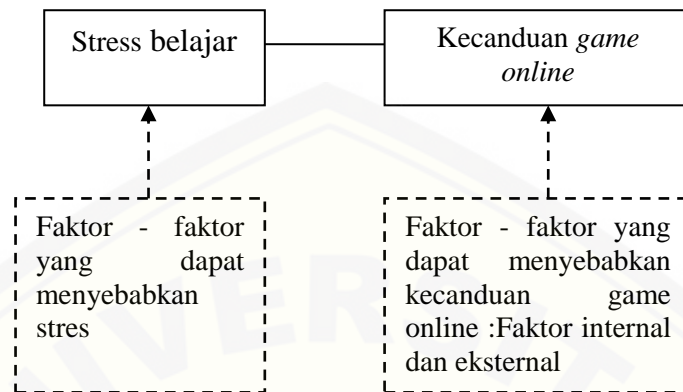 Stress belajar
Kecanduan game
online
Faktor - faktor
yang dapat
menyebabkan
stres
Faktor - faktor yang
dapat menyebabkan
kecanduan game
online :Faktor internal
dan eksternal